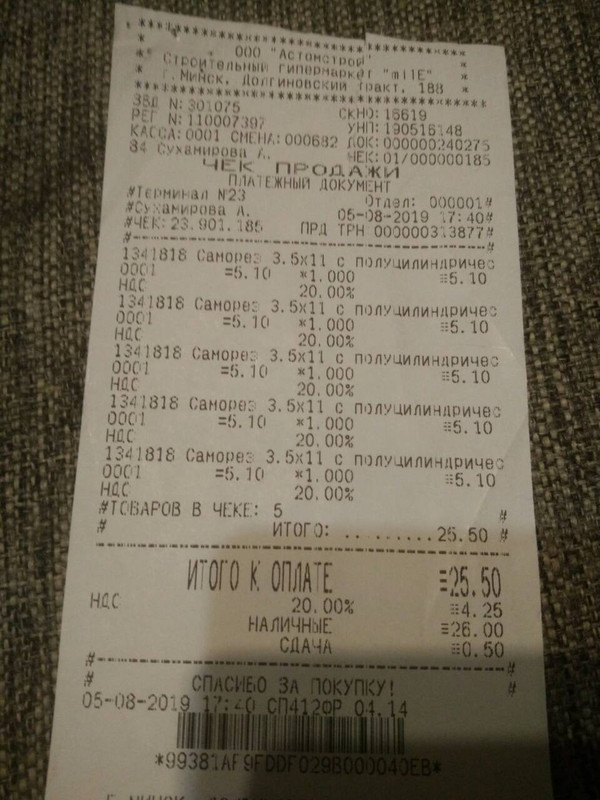 ООО "Астомстрой"
Строительный гипермаркет "milE"
г.Минск, Долгиновский тракт, 188
ЗВД N: 301075 СКНО: 16619
РЕГ N: 110007397 УНП: 190516148
КАССА: 0001 СМЕНА: 000682 ДОК: 000000240275
84 Сухамирова А. ЧЕК: 01/000000185
ЧЕК ПРОДАЖИ
ПЛАТЕЖНЫЙ ДОКУМЕНТ
#Терминал N23 Отдел: 000001#
#Сухамирова А. 05-08-2019 17:40#
#ЧЕК: 23.901.185 ПРД ТРН 000000313877#
1341818 Саморез 3.5х11 с полуцилиндричес
0001 =5.10 *1.000 ≡5.10
НДС 20.00%
1341818 Саморез 3.5х11 с полуцилиндричес
0001 =5.10 *1.000 ≡5.10
НДС 20.00%
1341818 Саморез 3.5х11 с полуцилиндричес
0001 =5.10 *1.000 ≡5.10
НДС 20.00%
1341818 Саморез 3.5х11 с полуцилиндричес
0001 =5.10 *1.000 ≡5.10
НДС 20.00%
1341818 Саморез 3.5х11 с полуцилиндричес
0001 =5.10 *1.000 ≡5.10
НДС 20.00%
#ТОВАРОВ В ЧЕКЕ: 5 #
# ИТОГО: .........25.50 #
ИТОГО К ОПЛАТЕ ≡25.50
НДС 20.00% ≡4.25
НАЛИЧНЫЕ ≡26.00
СДАЧА ≡0.50
# СПАСИБО ЗА ПОКУПКУ! #
05-08-2019 17:40 СП412ФР 04.14
*99381AF9FDDF029B000040EB*